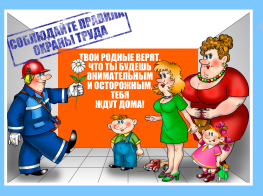 СОБЛЮДАЙТЕ ПРАВИЛА
ОХРАНЫ ТРУДА
ТВОИ РОДНЫЕ ВЕРЯТ,
ЧТО ТЫ БУДЕШЬ
ВНИМАТЕЛЬНЫМ
И ОСТОРОЖНЫМ,
ТЕБЯ
ЖДУТ ДОМА!